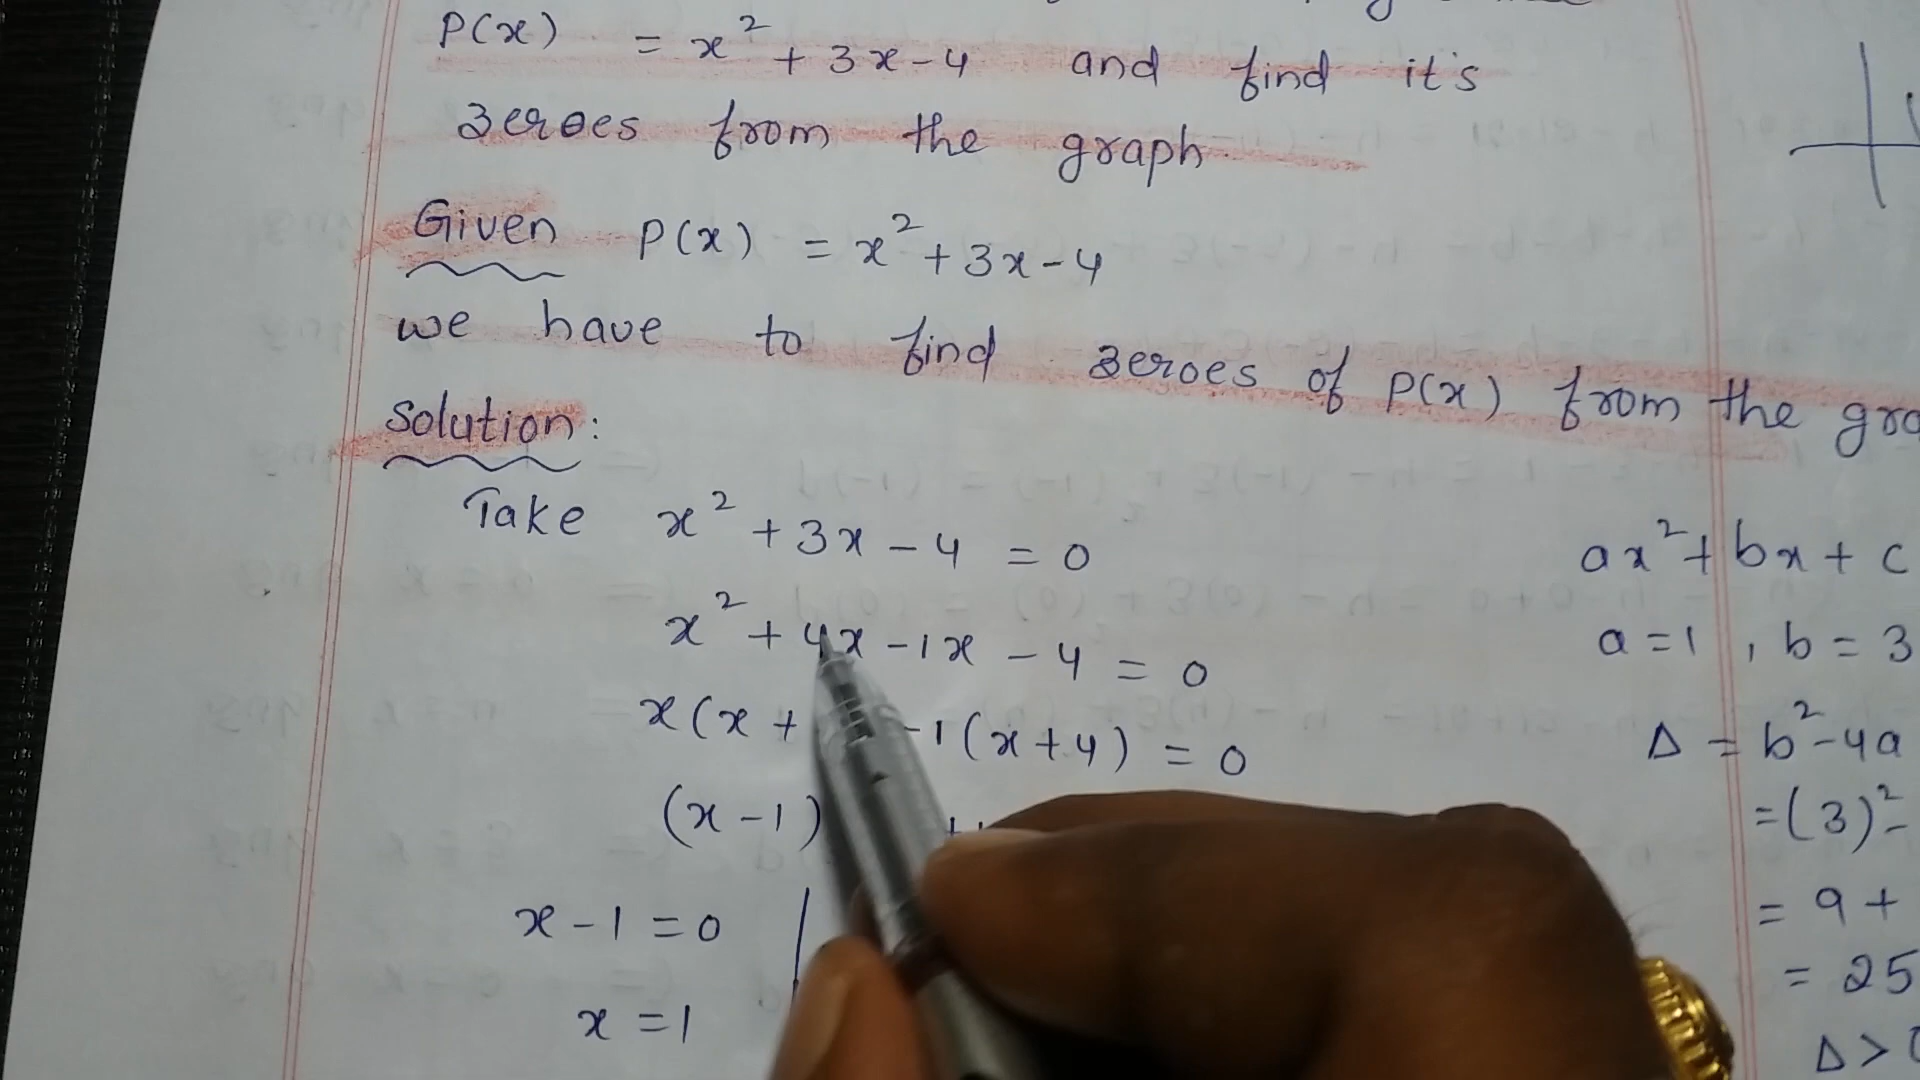 P(x) = x² + 3x - 4 and find it's
zeroes from the graph
Given P(x) = x² + 3x - 4
we have to find zeroes of P(x) from the
Solution:
Take x² + 3x - 4 = 0
x² + 4x - 1x - 4 = 0
x(x + -1(x+4) = 0
(x-1)
x - 1 = 0
x = 1
ax² + bx + c
a = 1 , b = 3
Δ = b² - 4a
= (3)² -
= 9 +
= 25
Δ >